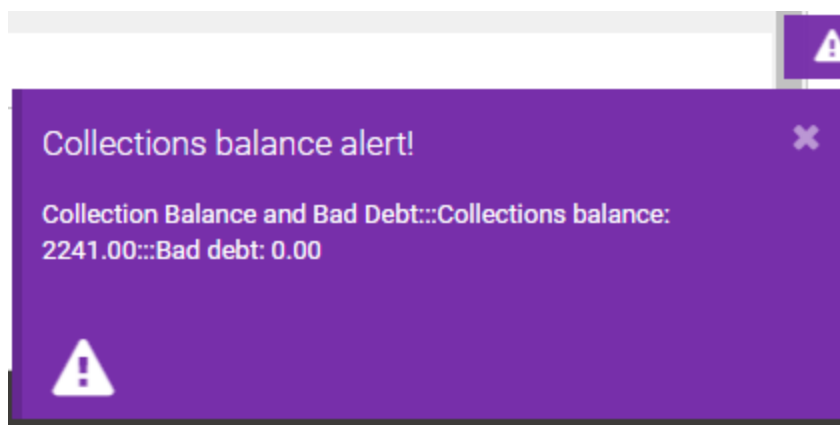 Collections balance alert!
Collection Balance and Bad Debt:::Collections balance:
2241.00:::Bad debt: 0.00